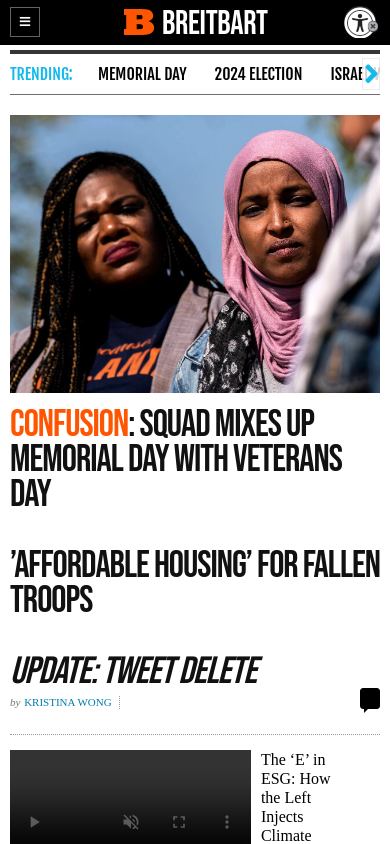 BREITBART
TRENDING: MEMORIAL DAY 2024 ELECTION ISRAE
CONFUSION: SQUAD MIXES UP
MEMORIAL DAY WITH VETERANS
DAY
’AFFORDABLE HOUSING’ FOR FALLEN
TROOPS
UPDATE: TWEET DELETE
by KRISTINA WONG
The ‘E’ in
ESG: How
the Left
Injects
Climate